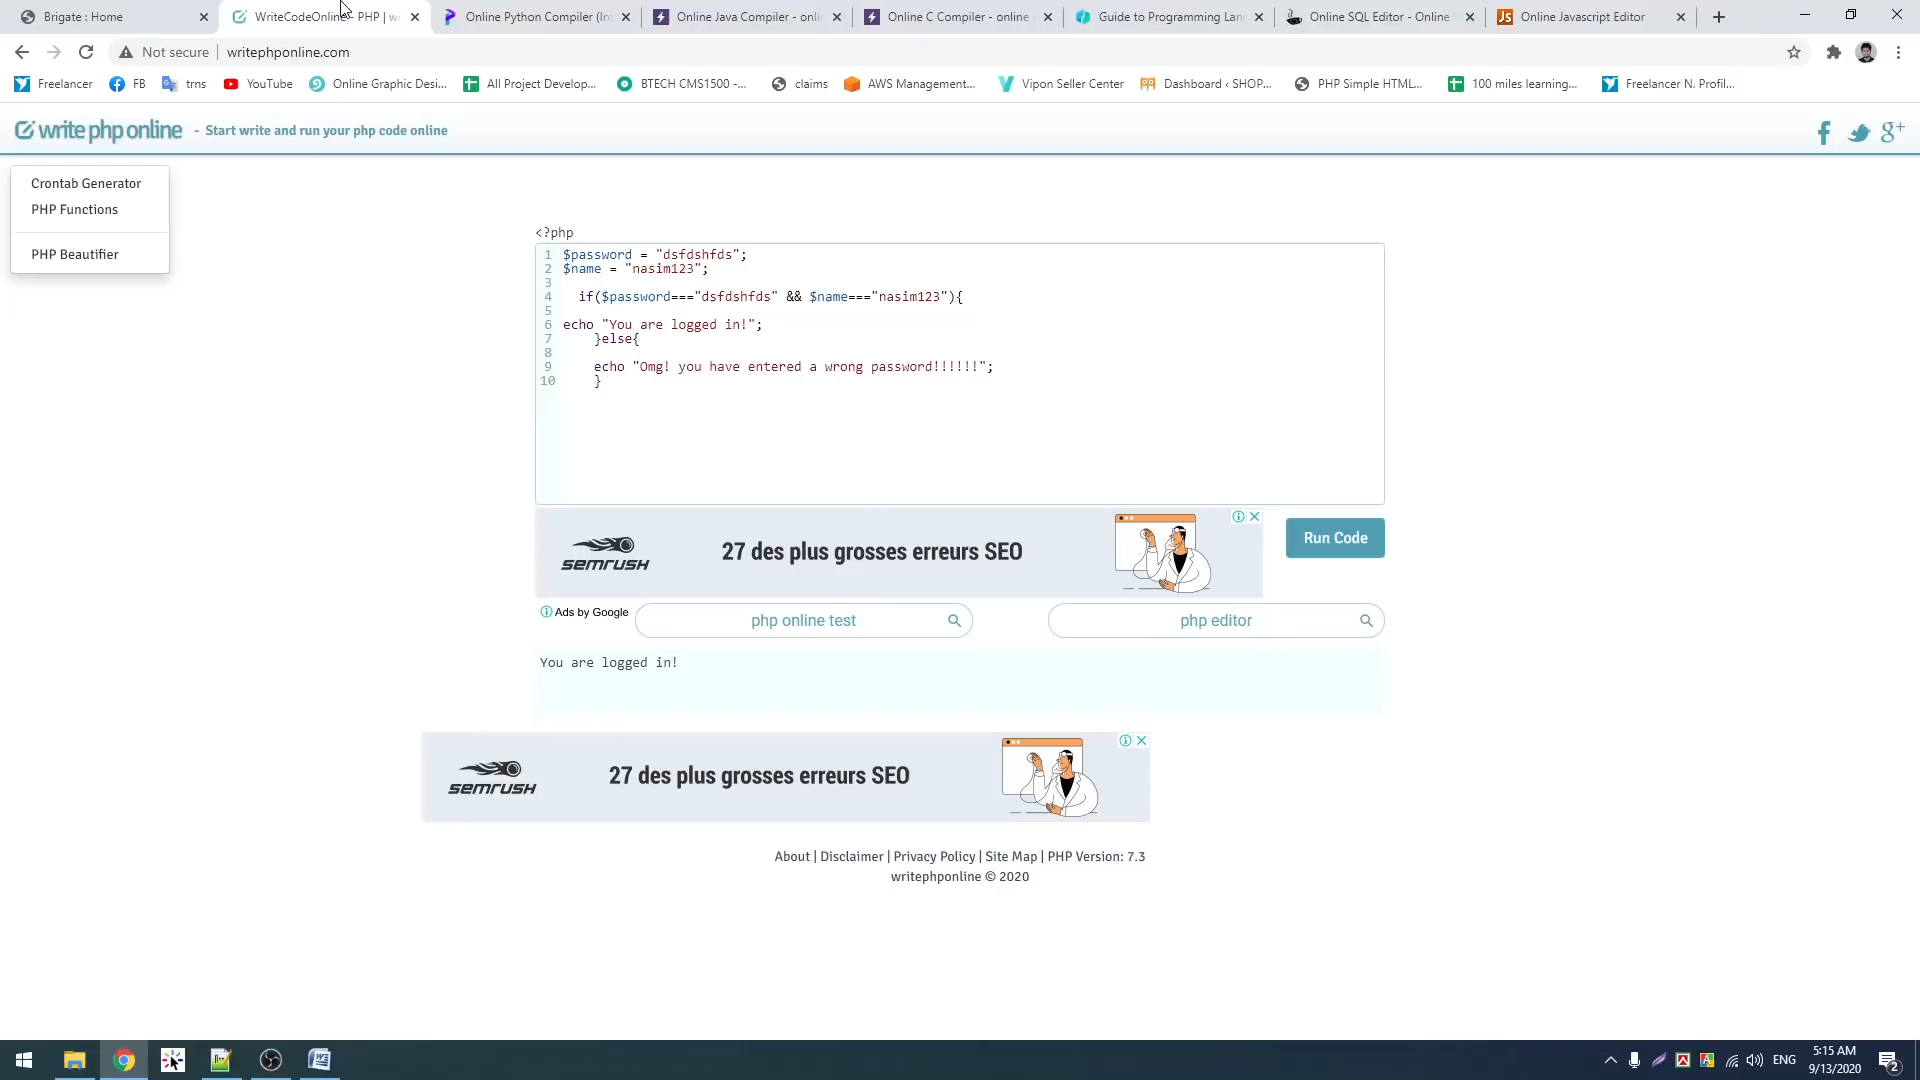 Brigate : Home
WriteCodeOnline PHP | w
Online Python Compiler (Int
Online Java Compiler - onlin
Online C Compiler - online
Guide to Programming Lan
Online SQL Editor - Online
JS Online Javascript Editor
Not secure | writephponline.com
Freelancer FB trns YouTube Online Graphic Desi... All Project Develop... BTECH CMS1500 -... claims AWS Management... Vipon Seller Center Dashboard ‹ SHOP... PHP Simple HTML... 100 miles learning... Freelancer N. Profil...
write php online - Start write and run your php code online
Crontab Generator
PHP Functions
PHP Beautifier
<?php
1 $password = "dsfdshfds";
2 $name = "nasim123";
3
4 if($password==="dsfdshfds" && $name==="nasim123"){
5
6 echo "You are logged in!";
7 }else{
8
9 echo "Omg! you have entered a wrong password!!!!!!";
10 }
SEMRUSH 27 des plus grosses erreurs SEO
Run Code
Ads by Google
php online test
php editor
You are logged in!
SEMRUSH 27 des plus grosses erreurs SEO
About | Disclaimer | Privacy Policy | Site Map | PHP Version: 7.3
writephponline © 2020
ENG
5:15 AM
9/13/2020
2